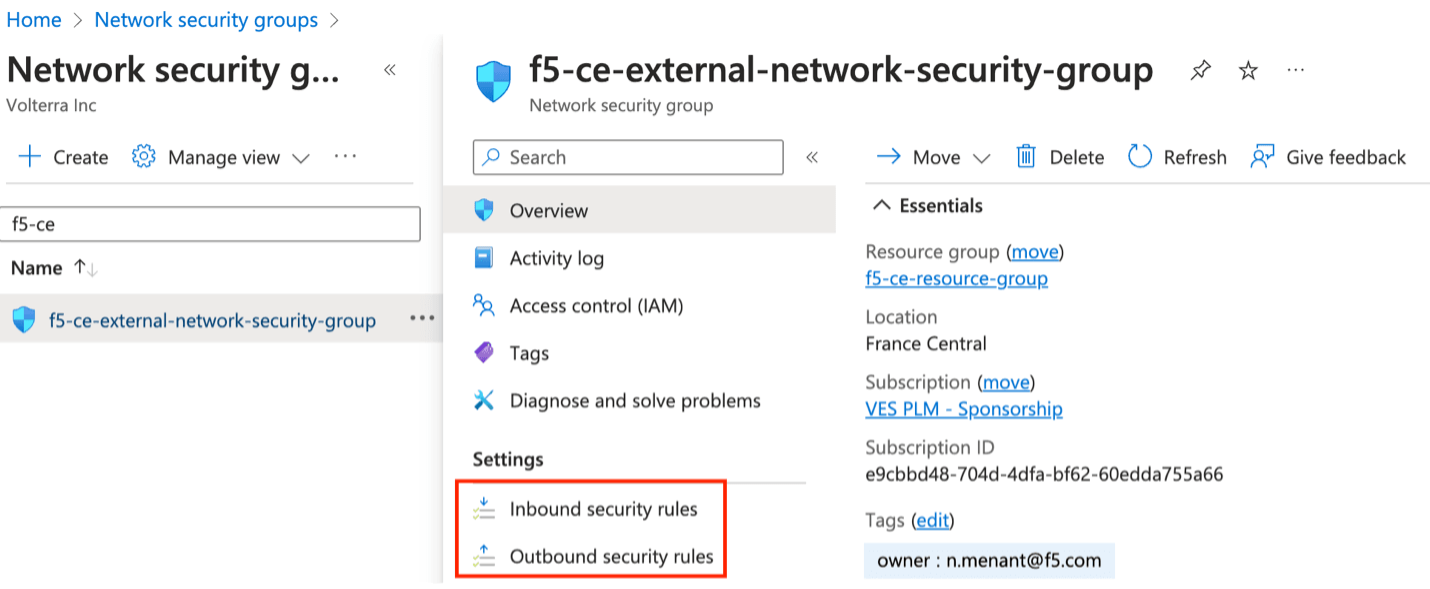 Home > Network security groups >
Network security g...
Volterra Inc
Create Manage view ...
f5-ce
Name
f5-ce-external-network-security-group ...
f5-ce-external-network-security-group ...
Network security group
Search
Overview
Activity log
Access control (IAM)
Tags
Diagnose and solve problems
Settings
Inbound security rules
Outbound security rules
Move Delete Refresh Give feedback
Essentials
Resource group (move)
f5-ce-resource-group
Location
France Central
Subscription (move)
VES PLM - Sponsorship
Subscription ID
e9cbbd48-704d-4dfa-bf62-60edda755a66
Tags (edit)
owner : n.menant@f5.com